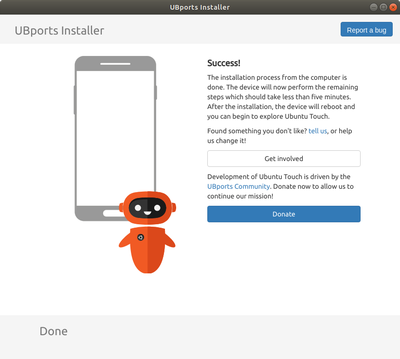 UBports Installer
UBports Installer
Report a bug
Success!
The installation process from the computer is
done. The device will now perform the remaining
steps which should take less than five minutes.
After the installation, the device will reboot and
you can begin to explore Ubuntu Touch.
Found something you don't like? tell us, or help
us change it!
Get involved
Development of Ubuntu Touch is driven by the
UBports Community. Donate now to allow us to
continue our mission!
Donate
Done